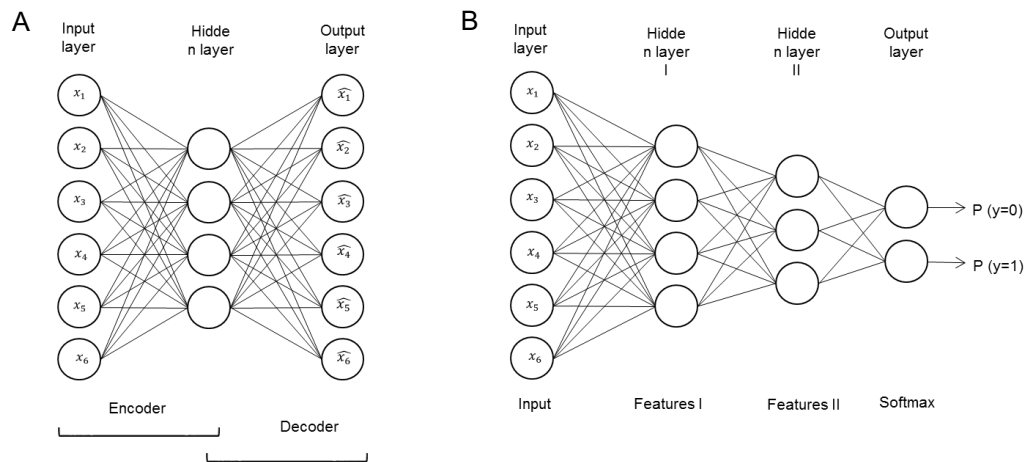 A
Input
layer
Hidde
n layer
Output
layer
x₁
x₂
x₃
x₄
x₅
x₆
x̂₁
x̂₂
x̂₃
x̂₄
x̂₅
x̂₆
Encoder
Decoder
B
Input
layer
Hidde
n layer
I
Hidde
n layer
II
Output
layer
x₁
x₂
x₃
x₄
x₅
x₆
P (y=0)
P (y=1)
Input
Features I
Features II
Softmax